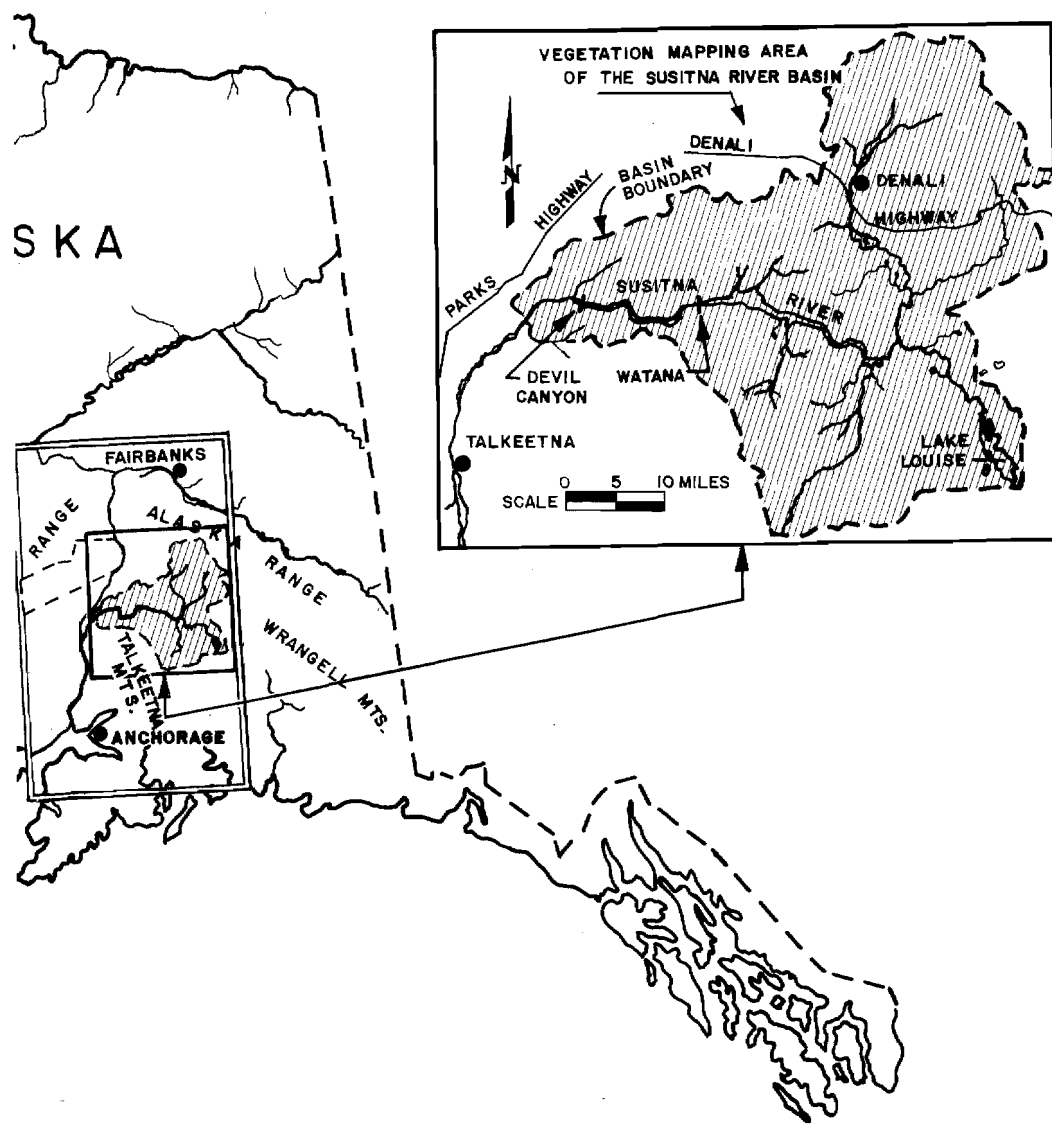 SKA
FAIRBANKS
RANGE
ALASKA
RANGE
WRANGELL MTS.
TALKEETNA
MTS.
ANCHORAGE
VEGETATION MAPPING AREA
OF THE SUSITNA RIVER BASIN
N
PARKS HIGHWAY
BASIN
BOUNDARY
DENALI
HIGHWAY
DENALI
SUSITNA
RIVER
DEVIL
CANYON
WATANA
TALKEETNA
LAKE
LOUISE
0 5 10 MILES
SCALE